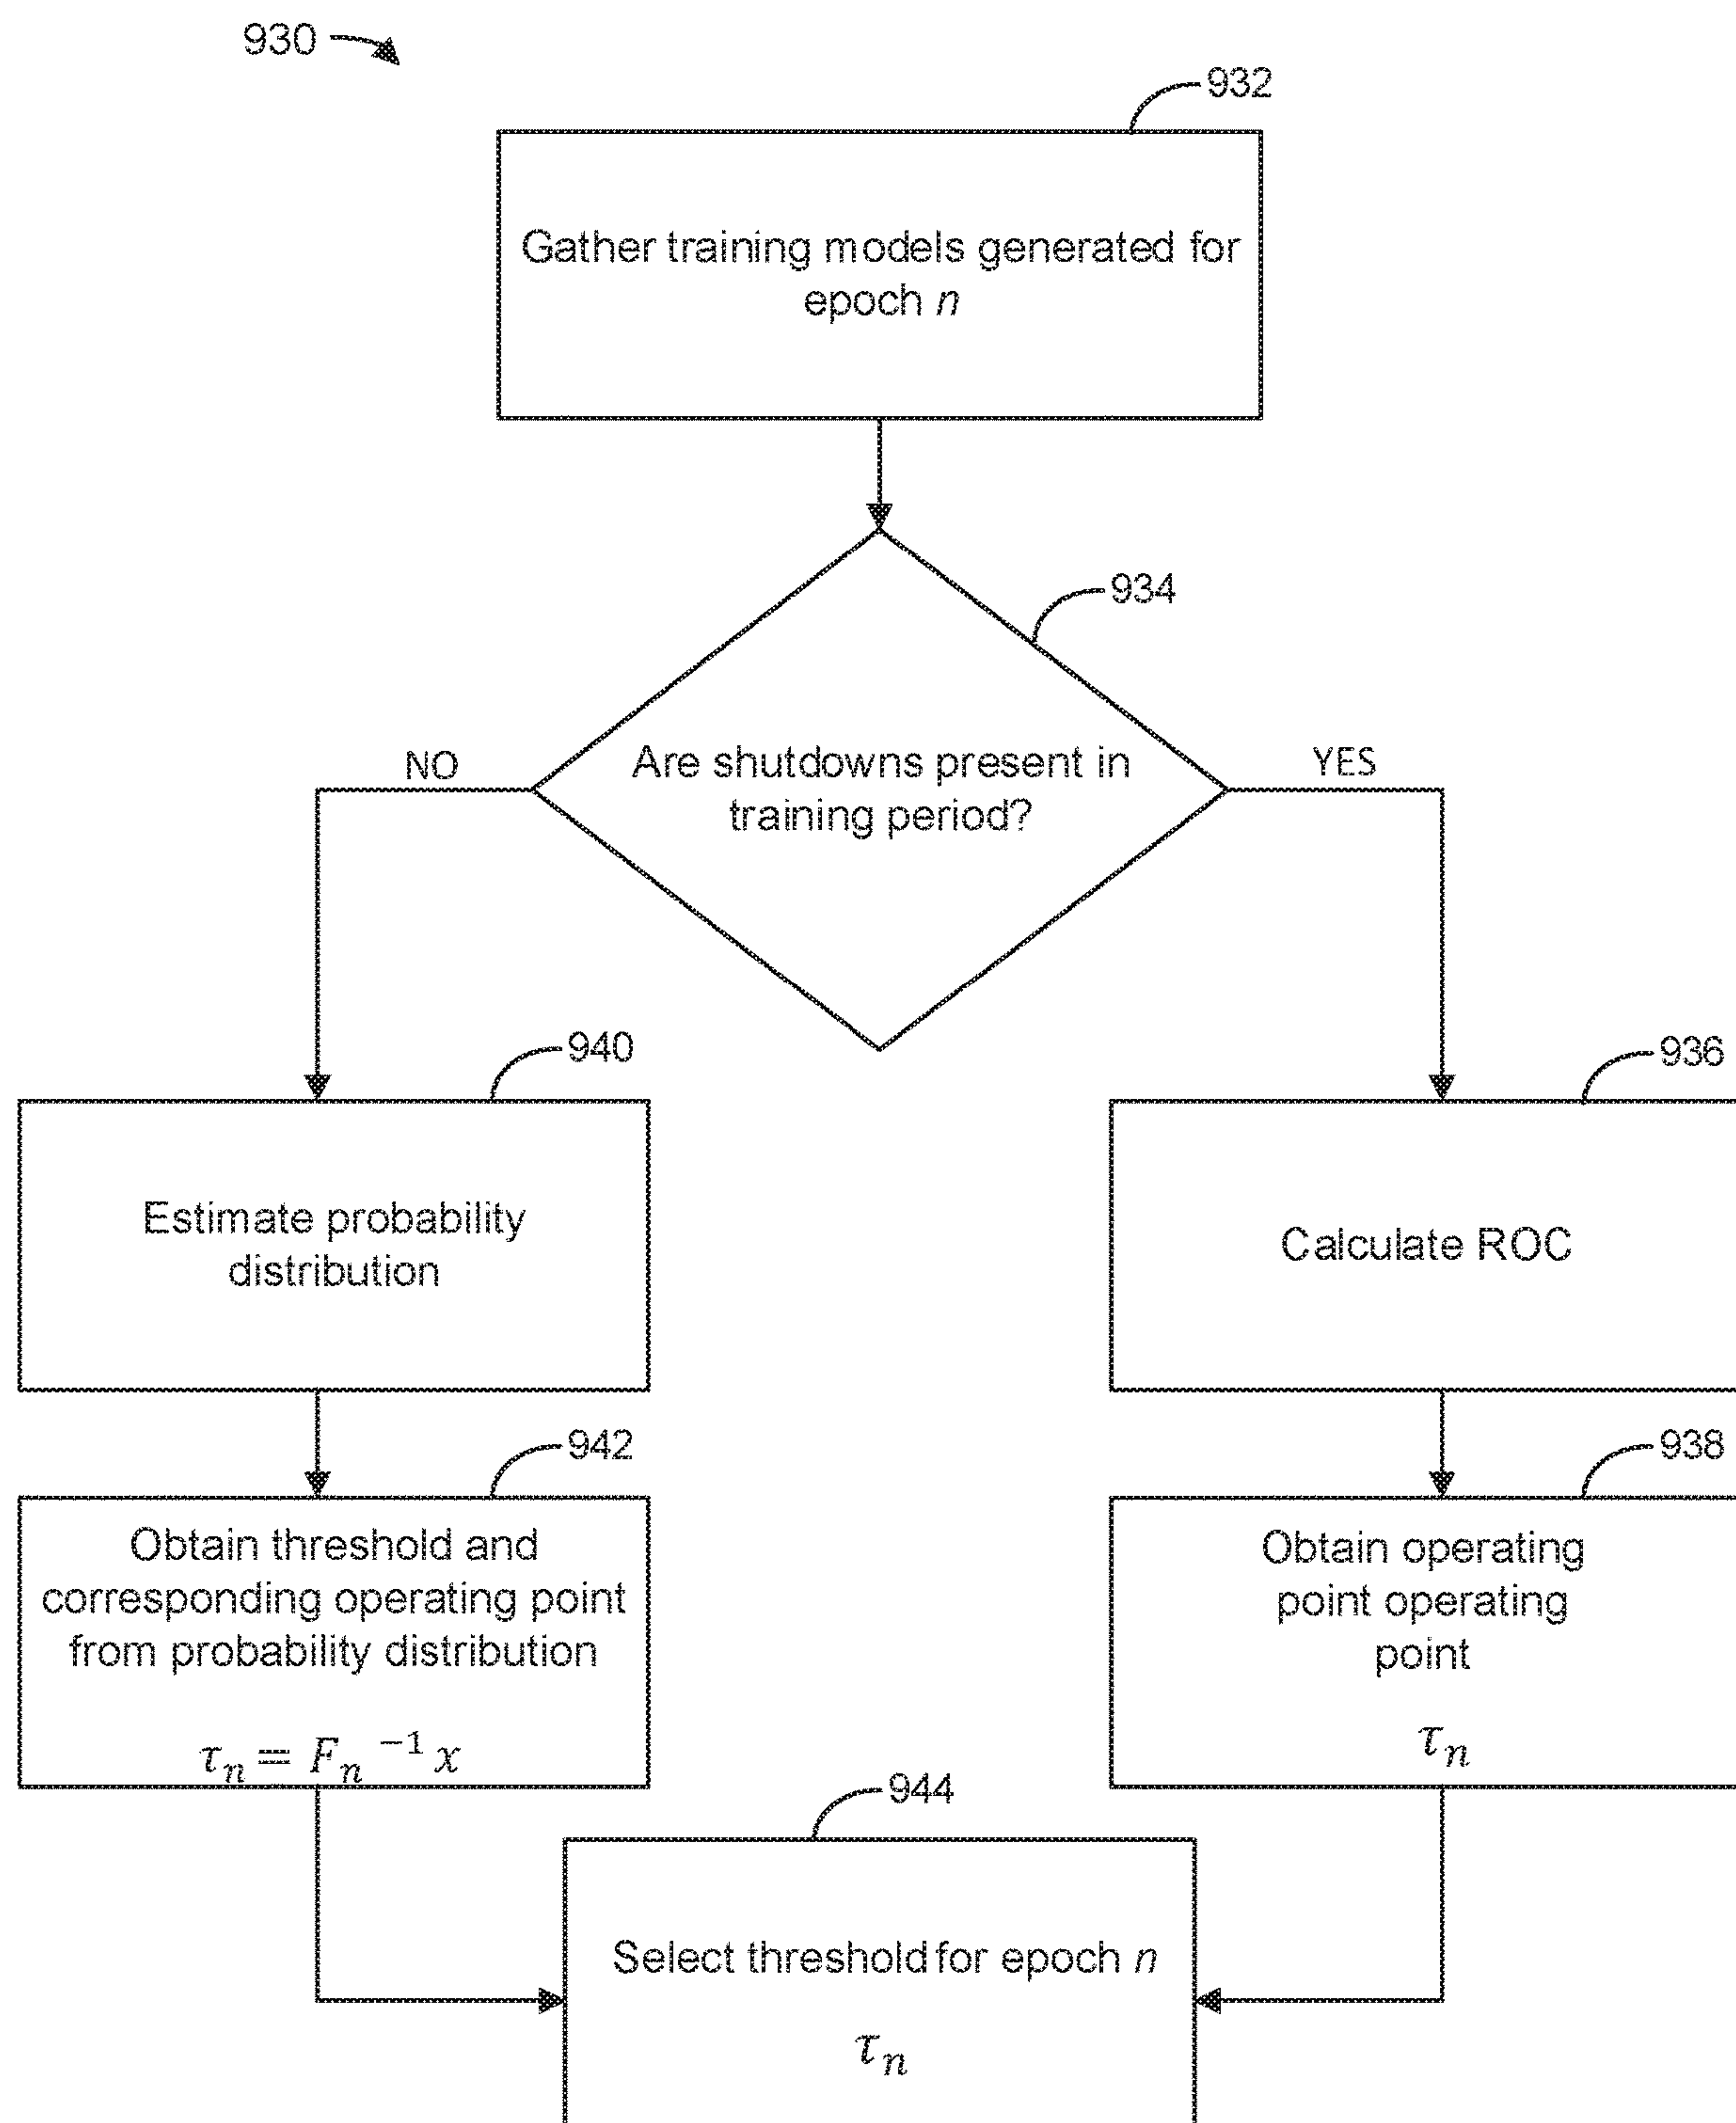 930
932
Gather training models generated for
epoch n
934
NO
Are shutdowns present in
training period?
YES
940
936
Estimate probability
distribution
Calculate ROC
942
938
Obtain threshold and
corresponding operating point
from probability distribution
τₙ = Fₙ⁻¹ x
Obtain operating
point operating
point
τₙ
944
Select threshold for epoch n
τₙ